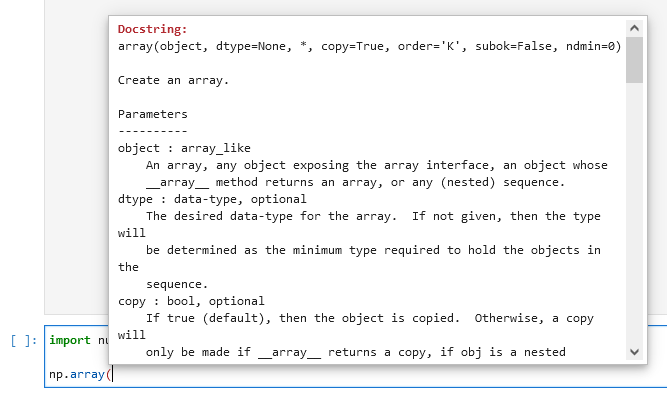 Docstring:
array(object, dtype=None, *, copy=True, order='K', subok=False, ndmin=0)
Create an array.
Parameters
----------
object : array_like
    An array, any object exposing the array interface, an object whose
    __array__ method returns an array, or any (nested) sequence.
dtype : data-type, optional
    The desired data-type for the array.  If not given, then the type
will
    be determined as the minimum type required to hold the objects in
the
    sequence.
copy : bool, optional
    If true (default), then the object is copied.  Otherwise, a copy
will
    only be made if __array__ returns a copy, if obj is a nested
[ ]: import nu
np.array(